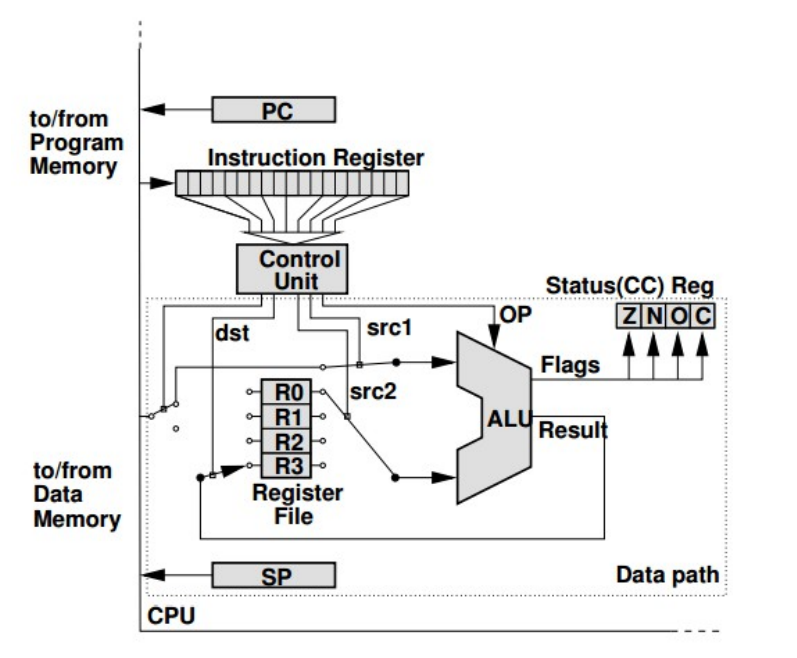 PC
to/from
Program
Memory
Instruction Register
Control
Unit
Status(CC) Reg
Z N O C
OP
dst
src1
Flags
src2
R0
R1
R2
R3
ALU
Result
Register
File
to/from
Data
Memory
SP
Data path
CPU